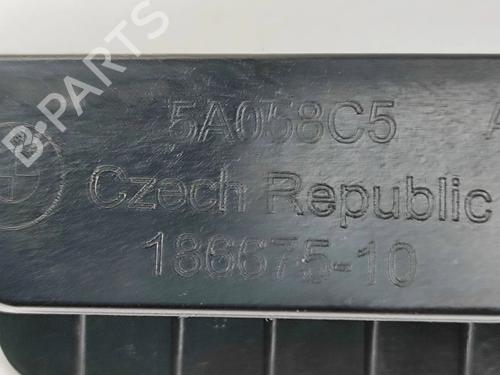 B-PARTS
5A058C5 A
Czech Republic
186675-10